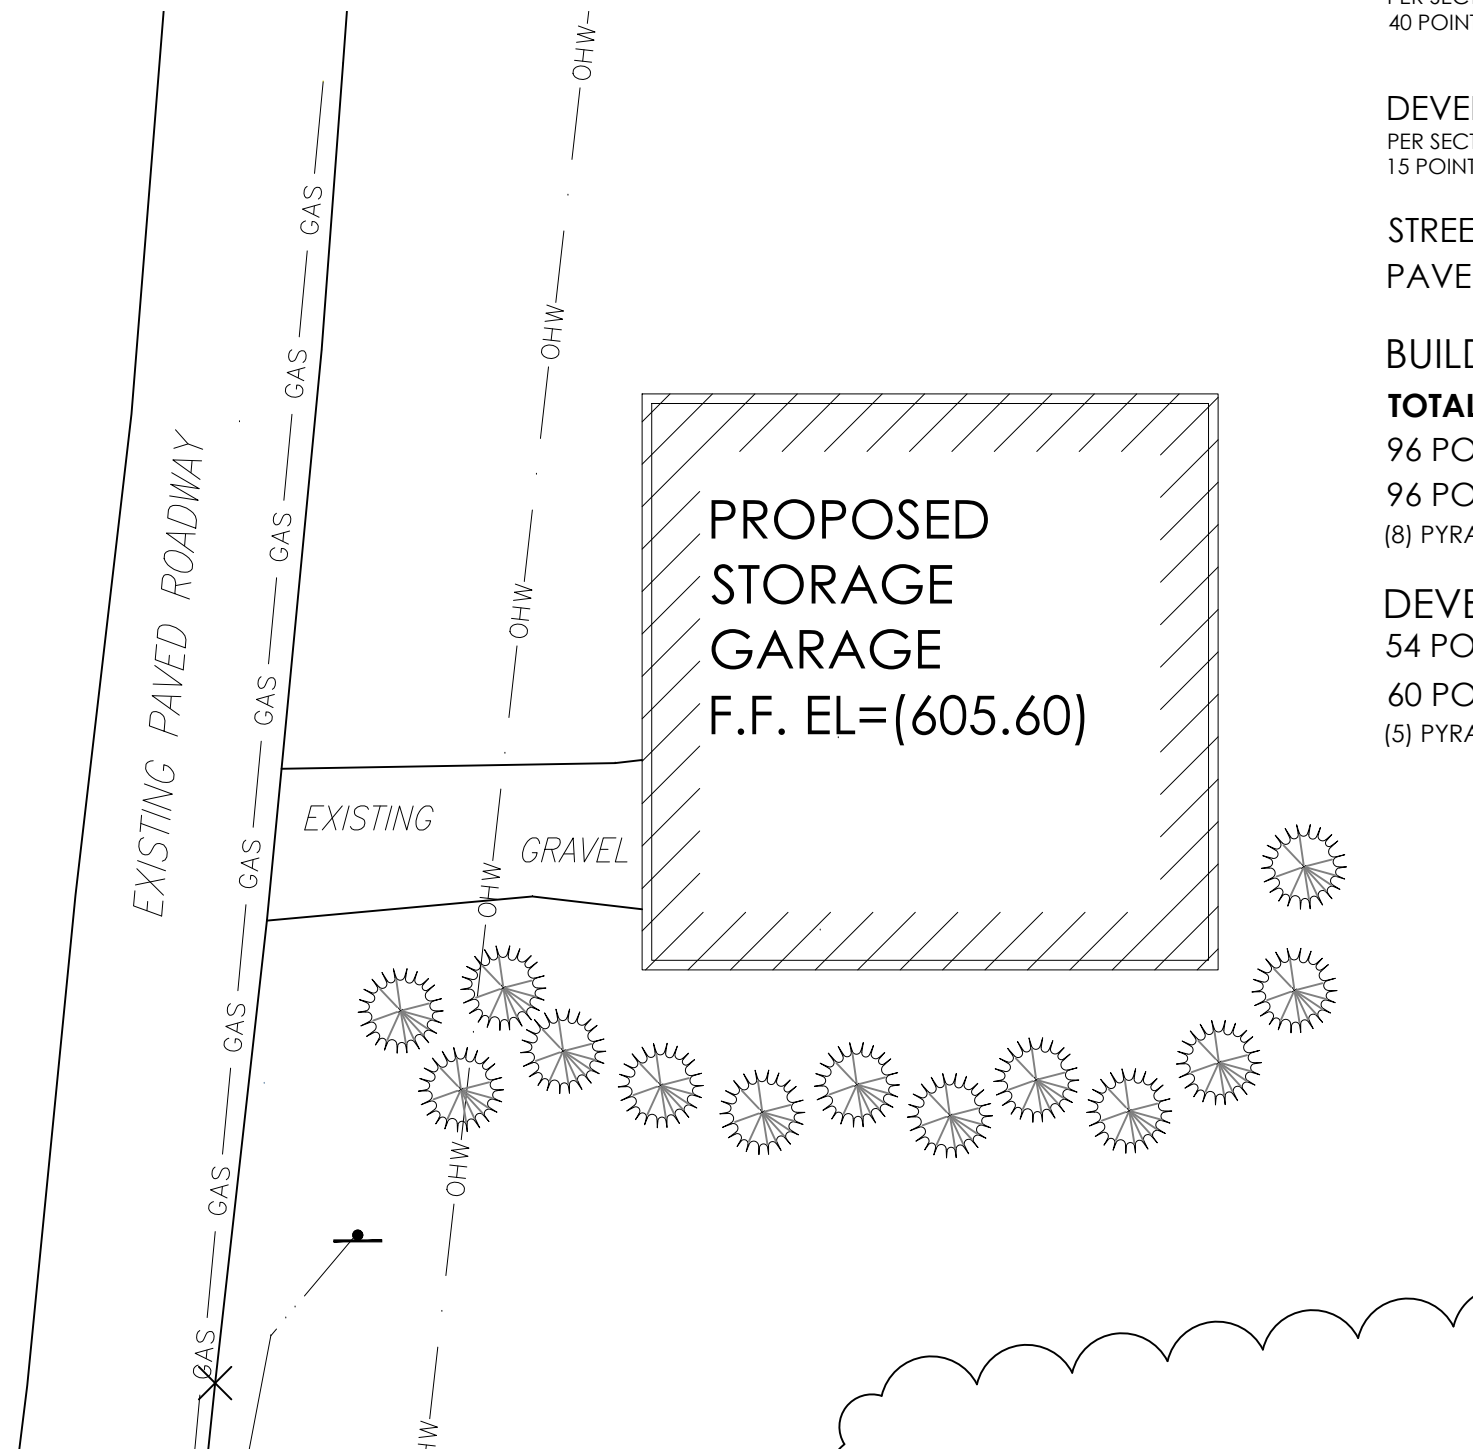 40 POINT
DEVE
PER SECT
15 POINT
STREE
PAVE
BUILD
TOTAL
96 PO
96 PO
(8) PYRA
DEVE
54 PO
60 PO
(5) PYRA
OHW
OHW
OHW
OHW
OHW
GAS
GAS
GAS
GAS
GAS
GAS
GAS
GAS
EXISTING PAVED ROADWAY
PROPOSED
STORAGE
GARAGE
F.F. EL=(605.60)
EXISTING
GRAVEL